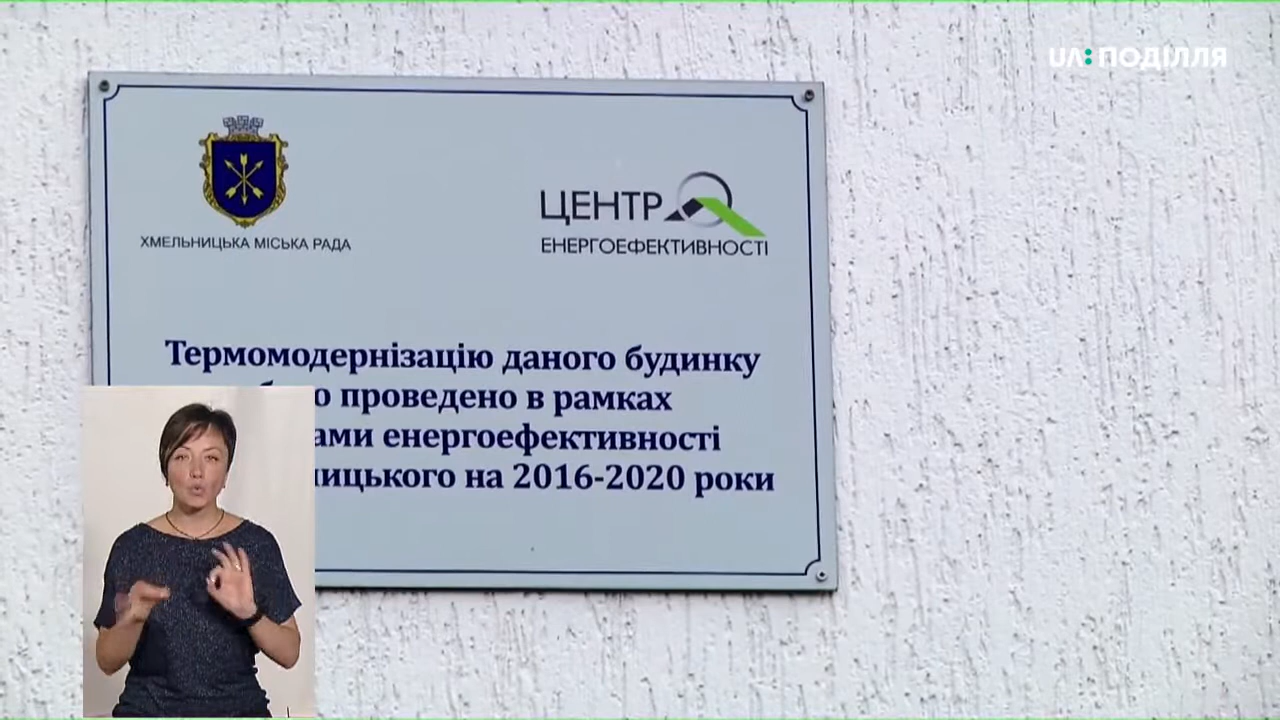 UA: ПОДІЛЛЯ
ХМЕЛЬНИЦЬКА МІСЬКА РАДА
ЦЕНТР
ЕНЕРГОЕФЕКТИВНОСТІ
Термомодернізацію даного будинку
проведено в рамках
енергоефективності
на 2016-2020 роки